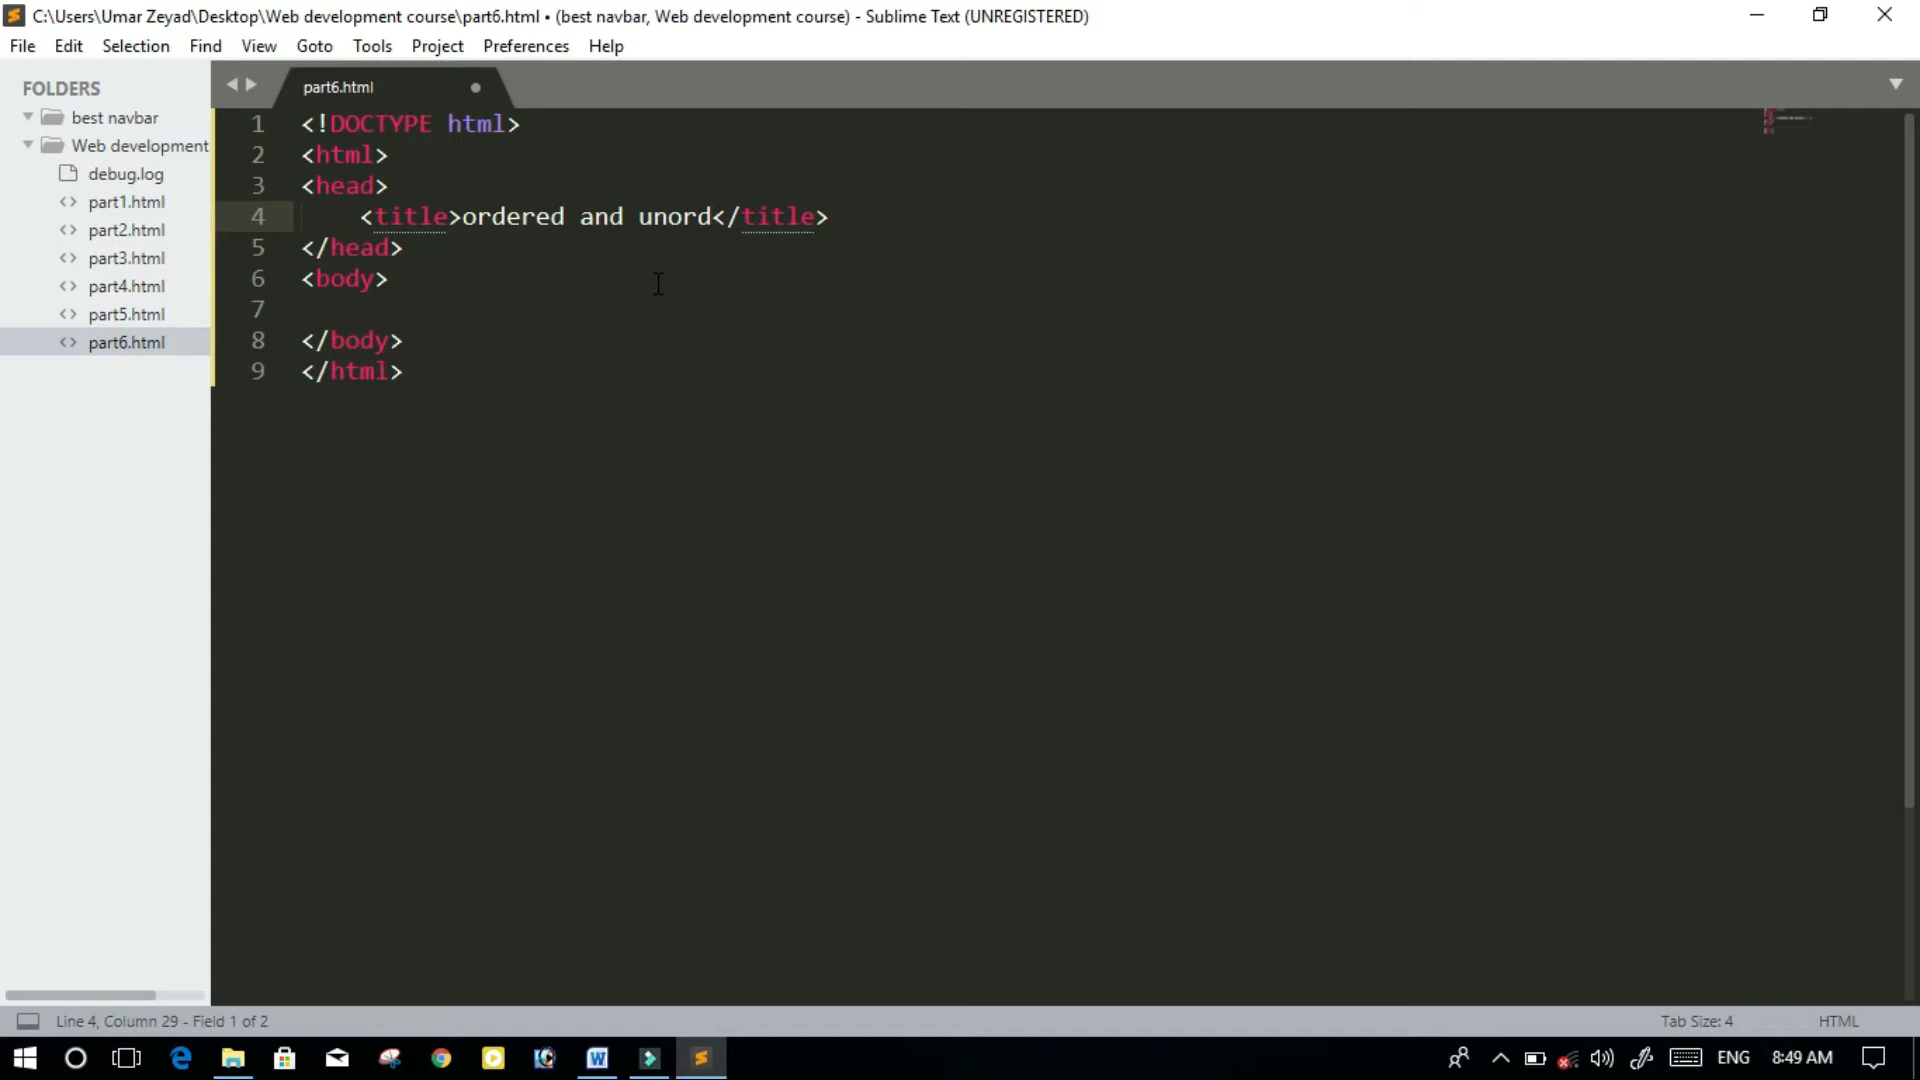 C:\Users\Umar Zeyad\Desktop\Web development course\part6.html • (best navbar, Web development course) - Sublime Text (UNREGISTERED)
File Edit Selection Find View Goto Tools Project Preferences Help
FOLDERS
best navbar
Web development
debug.log
part1.html
part2.html
part3.html
part4.html
part5.html
part6.html
part6.html
1 <!DOCTYPE html>
2 <html>
3 <head>
4 <title>ordered and unord</title>
5 </head>
6 <body>
7
8 </body>
9 </html>
Line 4, Column 29 - Field 1 of 2
Tab Size: 4
HTML
ENG
8:49 AM